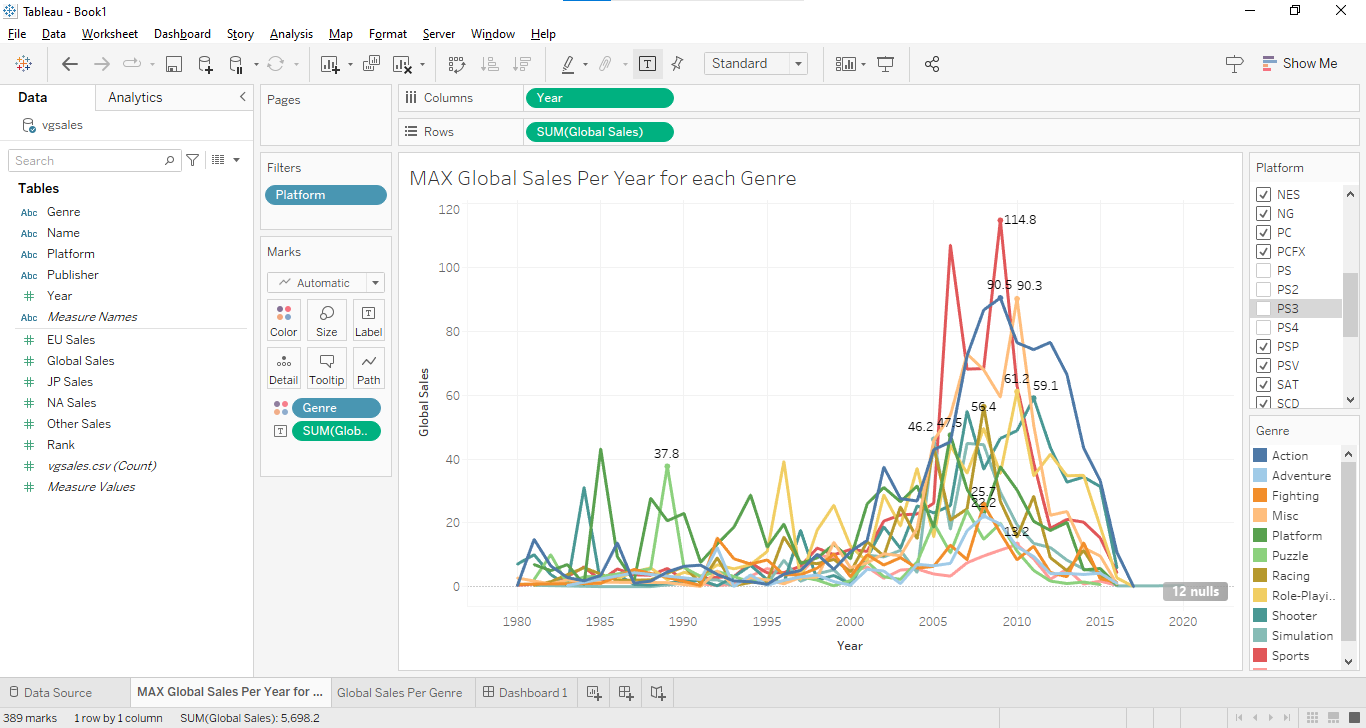 Tableau - Book1
File Data Worksheet Dashboard Story Analysis Map Format Server Window Help
Standard
Show Me
Data Analytics
vgsales
Search
Tables
Abc Genre
Abc Name
Abc Platform
Abc Publisher
Year
Abc Measure Names
EU Sales
Global Sales
JP Sales
NA Sales
Other Sales
Rank
vgsales.csv (Count)
Measure Values
Pages
Filters
Platform
Marks
Automatic
Color Size Label
Detail Tooltip Path
Genre
SUM(Glob..
Columns Year
Rows SUM(Global Sales)
MAX Global Sales Per Year for each Genre
Global Sales
120
100
80
60
40
20
0
114.8
90.5 90.3
61.2 59.1
56.4
46.2 47.5
37.8
25.7
22.2
13.2
12 nulls
1980 1985 1990 1995 2000 2005 2010 2015 2020
Year
Platform
NES
NG
PC
PCFX
PS
PS2
PS3
PS4
PSP
PSV
SAT
SCD
Genre
Action
Adventure
Fighting
Misc
Platform
Puzzle
Racing
Role-Playi..
Shooter
Simulation
Sports
Data Source MAX Global Sales Per Year for ... Global Sales Per Genre Dashboard 1
389 marks 1 row by 1 column SUM(Global Sales): 5,698.2